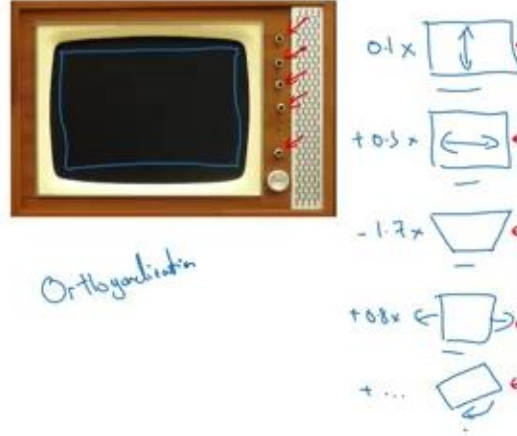 0.1 x
+ 0.3 x
- 1.7 x
Orthogonalization
+ 0.8 x
+ ...